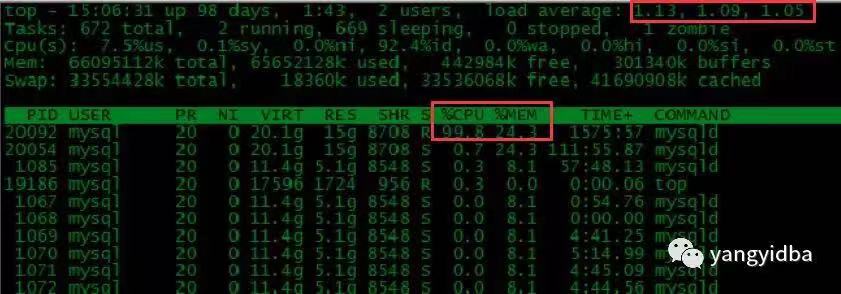 top - 15:06:31 up 98 days, 1:43, 2 users, load average: 1.13, 1.09, 1.05
Tasks: 672 total, 2 running, 669 sleeping, 0 stopped, 1 zombie
Cpu(s): 7.5%us, 0.1%sy, 0.0%ni, 92.4%id, 0.0%wa, 0.0%hi, 0.0%si, 0.0%st
Mem: 66095112k total, 65652128k used, 442984k free, 301340k buffers
Swap: 33554428k total, 18360k used, 33536068k free, 41690908k cached
PID USER PR NI VIRT RES SHR S %CPU %MEM TIME+ COMMAND
20092 mysql 20 0 20.1g 15g 8708 R 99.8 24.3 1575:57 mysqld
20054 mysql 20 0 20.1g 15g 8708 S 0.7 24.3 111:55.87 mysqld
1085 mysql 20 0 11.4g 5.1g 8548 S 0.3 8.1 57:48.13 mysqld
19186 mysql 20 0 17596 1724 956 R 0.3 0.0 0:00.06 top
1067 mysql 20 0 11.4g 5.1g 8548 S 0.0 8.1 0:54.76 mysqld
1068 mysql 20 0 11.4g 5.1g 8548 S 0.0 8.1 0:00.00 mysqld
1069 mysql 20 0 11.4g 5.1g 8548 S 0.0 8.1 4:41.25 mysqld
1070 mysql 20 0 11.4g 5.1g 8548 S 0.0 8.1 5:14.99 mysqld
1071 mysql 20 0 11.4g 5.1g 8548 S 0.0 8.1 4:45.09 mysqld
1072 mysql 20 0 11.4g 5.1g 8548 S 0.0 8.1 4:44.56 mysqld
yangyidba